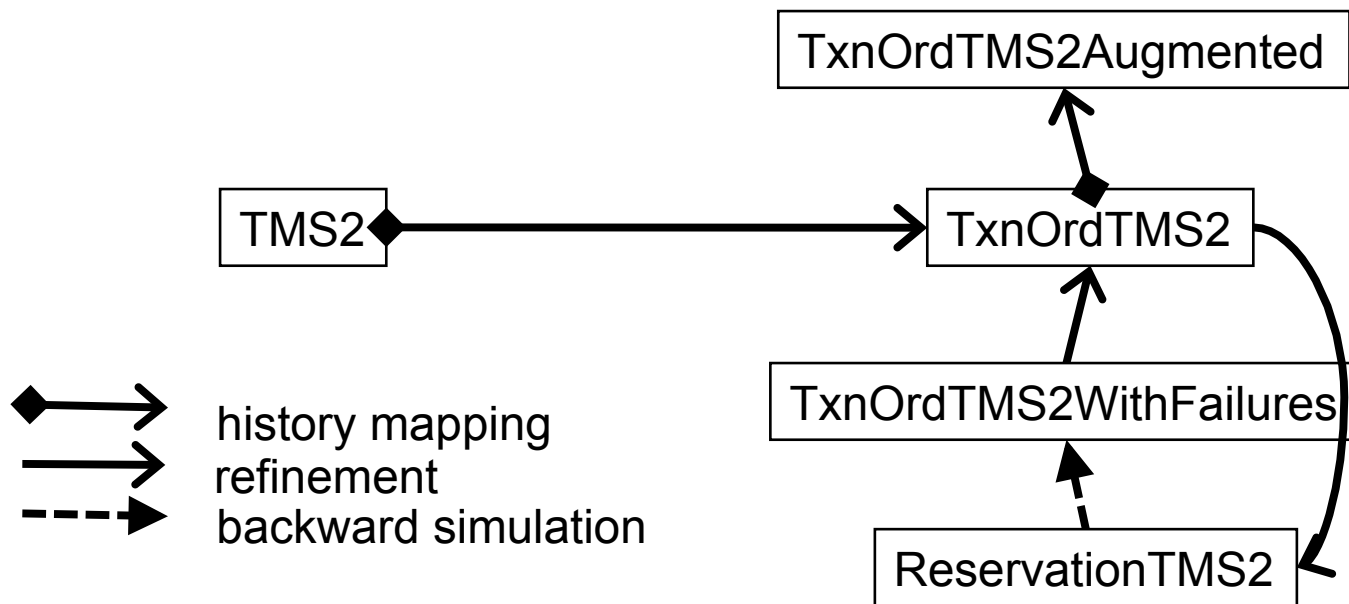 TxnOrdTMS2Augmented
TMS2
TxnOrdTMS2
TxnOrdTMS2WithFailures
history mapping
refinement
backward simulation
ReservationTMS2